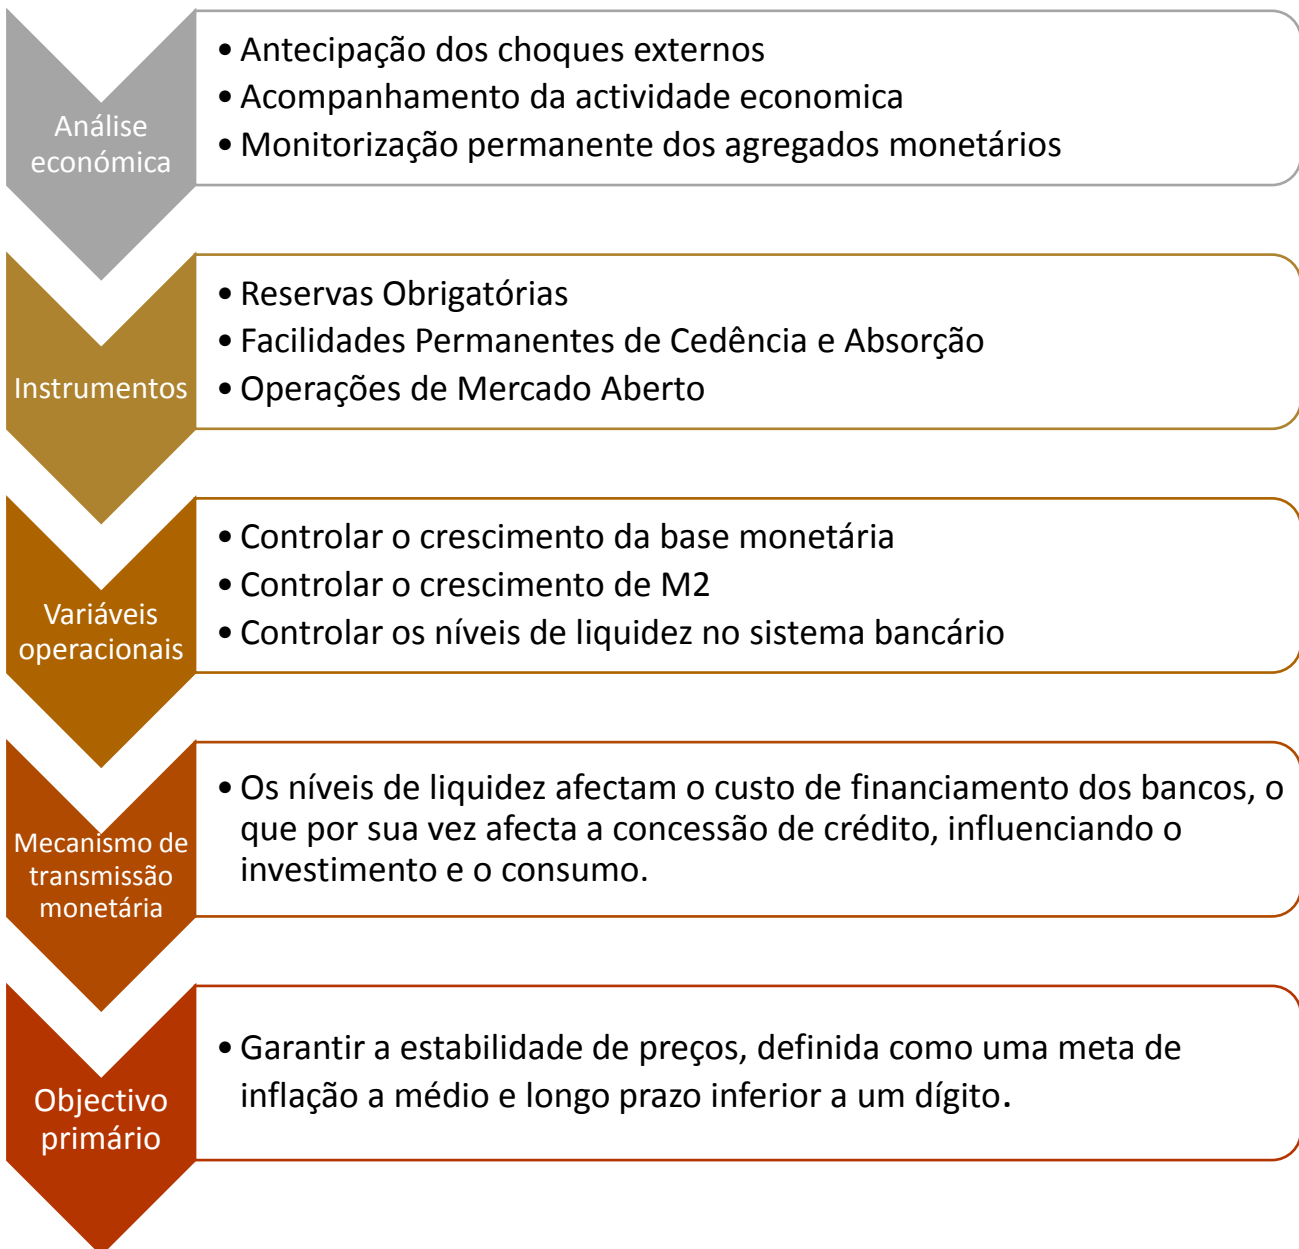 Análise
económica
• Antecipação dos choques externos
• Acompanhamento da actividade economica
• Monitorização permanente dos agregados monetários
Instrumentos
• Reservas Obrigatórias
• Facilidades Permanentes de Cedência e Absorção
• Operações de Mercado Aberto
Variáveis
operacionais
• Controlar o crescimento da base monetária
• Controlar o crescimento de M2
• Controlar os níveis de liquidez no sistema bancário
Mecanismo de
transmissão
monetária
• Os níveis de liquidez afectam o custo de financiamento dos bancos, o
que por sua vez afecta a concessão de crédito, influenciando o
investimento e o consumo.
Objectivo
primário
• Garantir a estabilidade de preços, definida como uma meta de
inflação a médio e longo prazo inferior a um dígito.